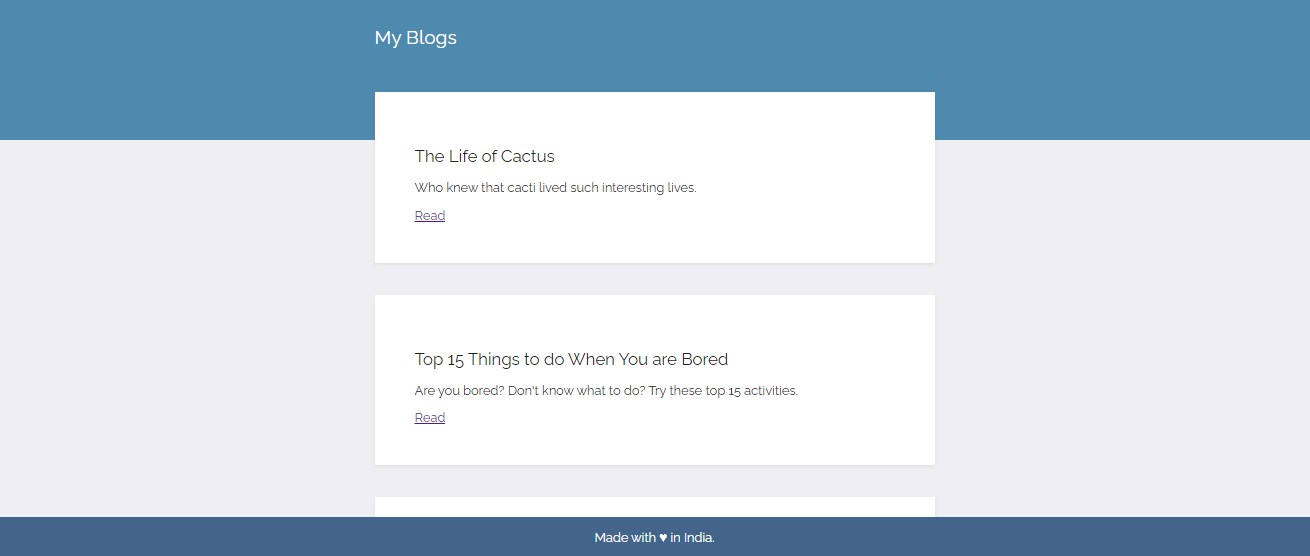 My Blogs
The Life of Cactus
Who knew that cacti lived such interesting lives.
Read
Top 15 Things to do When You are Bored
Are you bored? Don't know what to do? Try these top 15 activities.
Read
Made with ♥ in India.